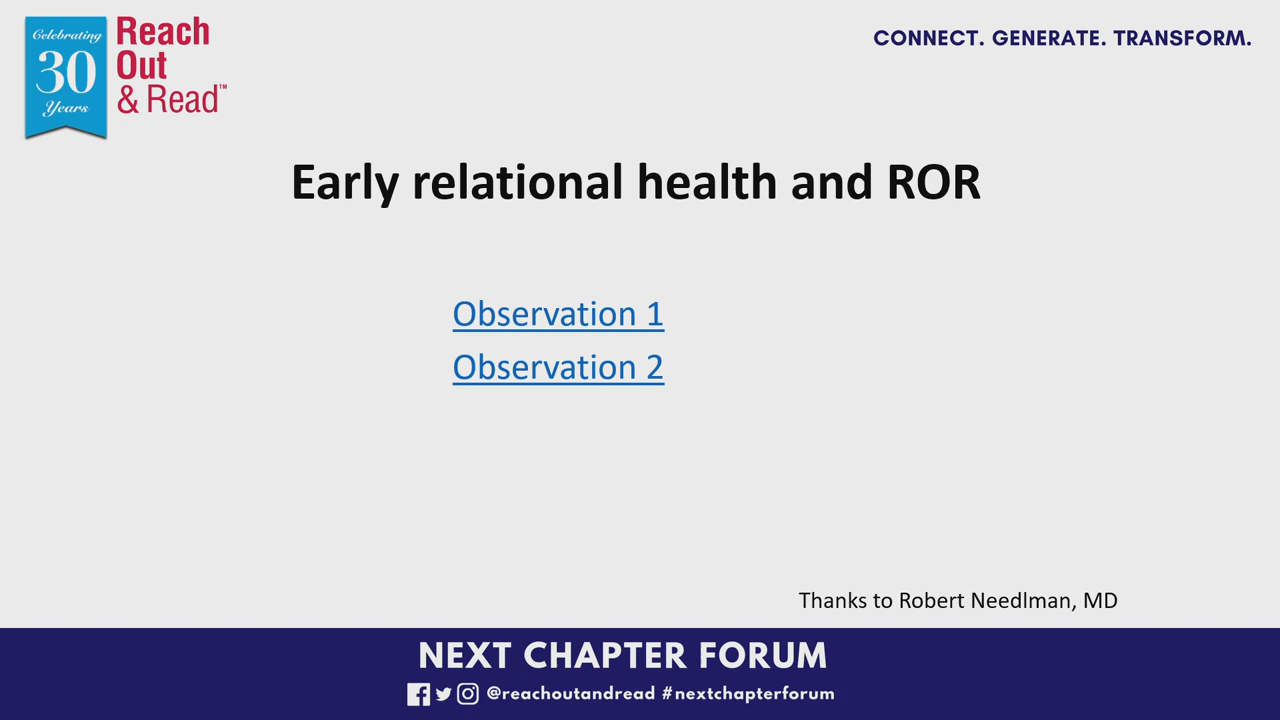 Celebrating
30
Years
Reach
Out
& Read™
CONNECT. GENERATE. TRANSFORM.
Early relational health and ROR
Observation 1
Observation 2
Thanks to Robert Needlman, MD
NEXT CHAPTER FORUM
@reachoutandread #nextchapterforum